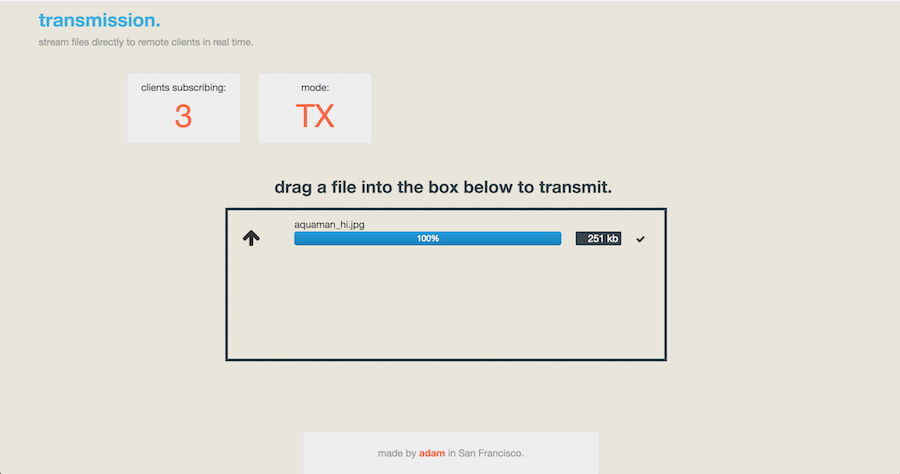 transmission.
stream files directly to remote clients in real time.
clients subscribing:
3
mode:
TX
drag a file into the box below to transmit.
aquaman_hi.jpg
100%
251 kb
made by adam in San Francisco.